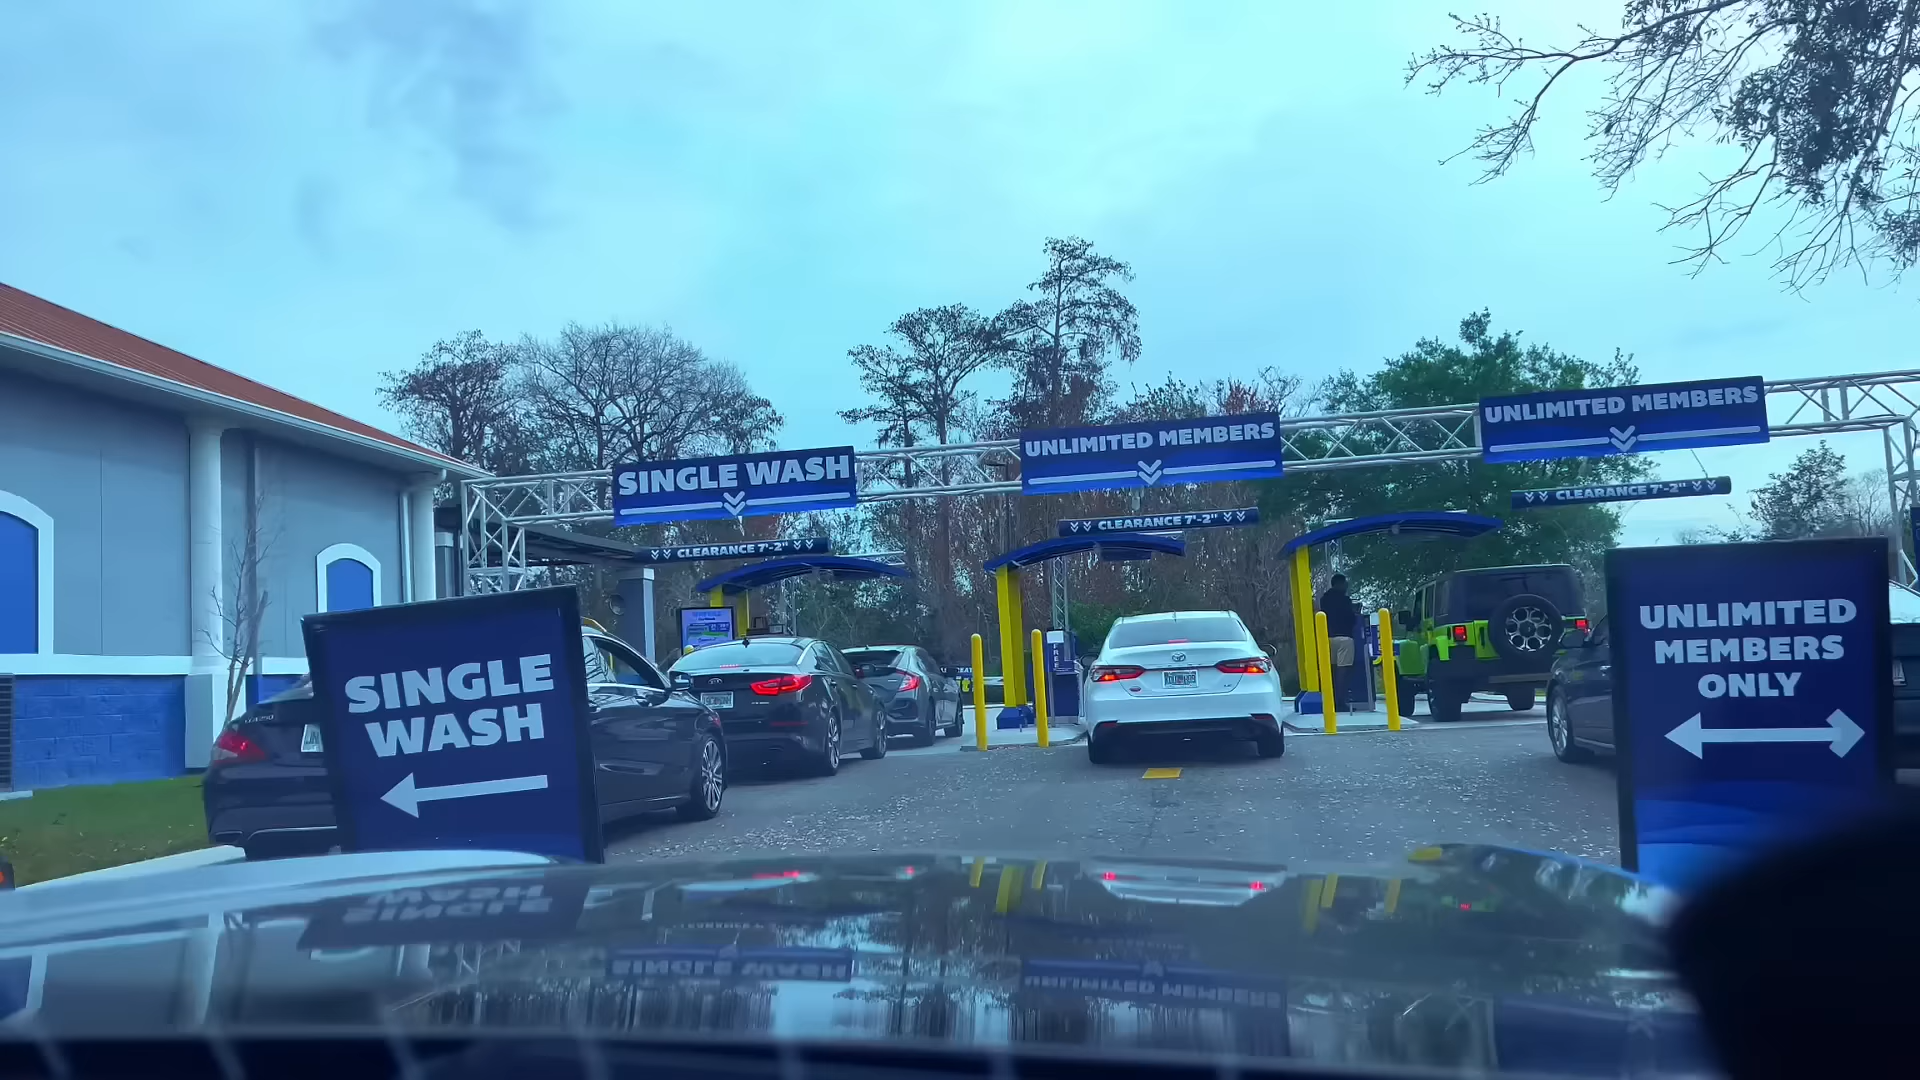 UNLIMITED MEMBERS
UNLIMITED MEMBERS
SINGLE WASH
CLEARANCE 7'-2"
CLEARANCE 7'-2"
CLEARANCE 7'-2"
SINGLE
WASH
UNLIMITED
MEMBERS
ONLY
FREE